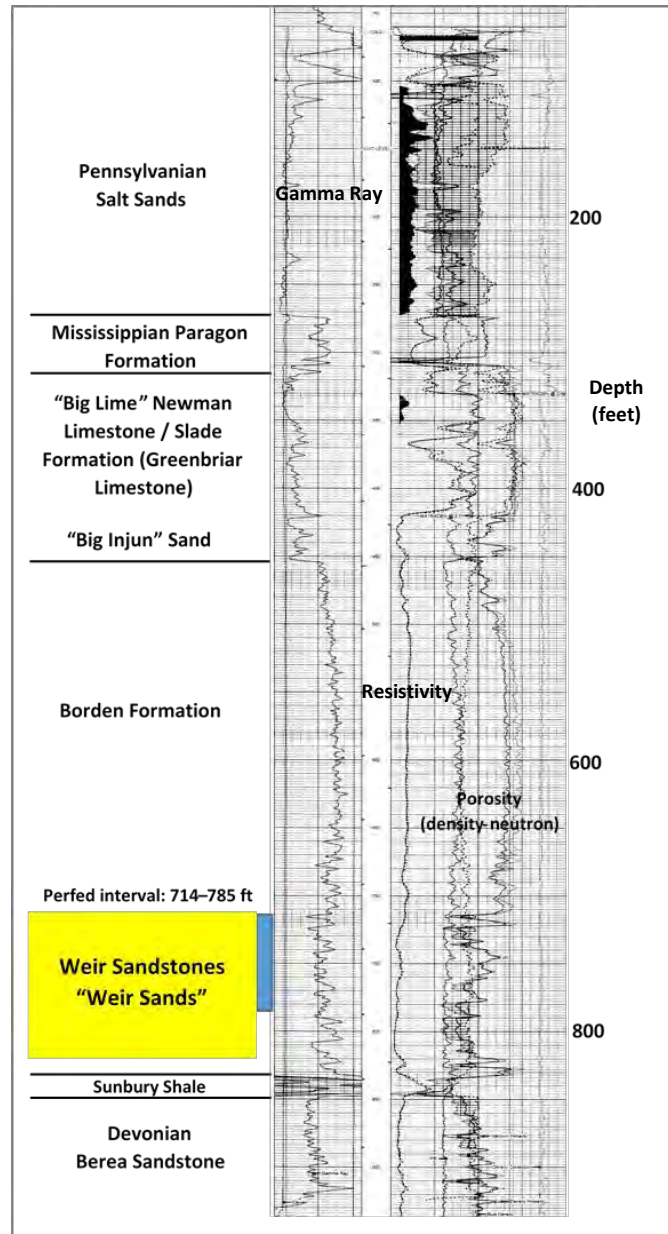 Pennsylvanian
Salt Sands
Gamma Ray
200
Mississippian Paragon
Formation
"Big Lime" Newman
Limestone / Slade
Formation (Greenbriar
Limestone)
Depth
(feet)
400
"Big Injun" Sand
Resistivity
Borden Formation
600
Porosity
(density-neutron)
Perfed interval: 714–785 ft
Weir Sandstones
"Weir Sands"
800
Sunbury Shale
Devonian
Berea Sandstone